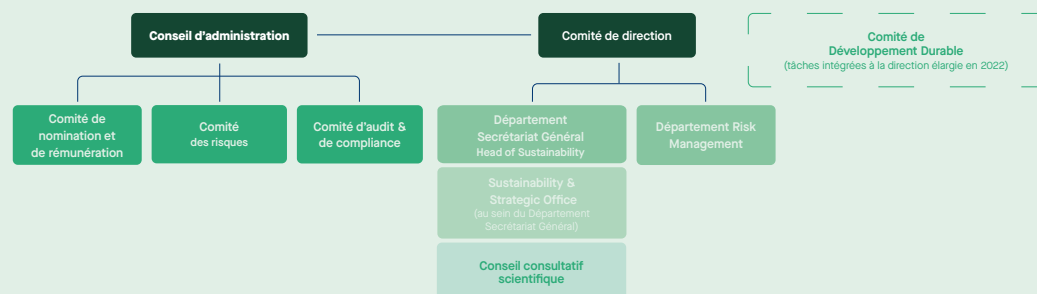 Conseil d'administration
Comité de direction
Comité de
Développement Durable
(tâches intégrées à la direction élargie en 2022)
Comité de
nomination et
de rémunération
Comité
des risques
Comité d'audit &
de compliance
Département
Secrétariat Général
Head of Sustainability
Département Risk
Management
Sustainability &
Strategic Office
(au sein du Département
Secrétariat Général)
Conseil consultatif
scientifique